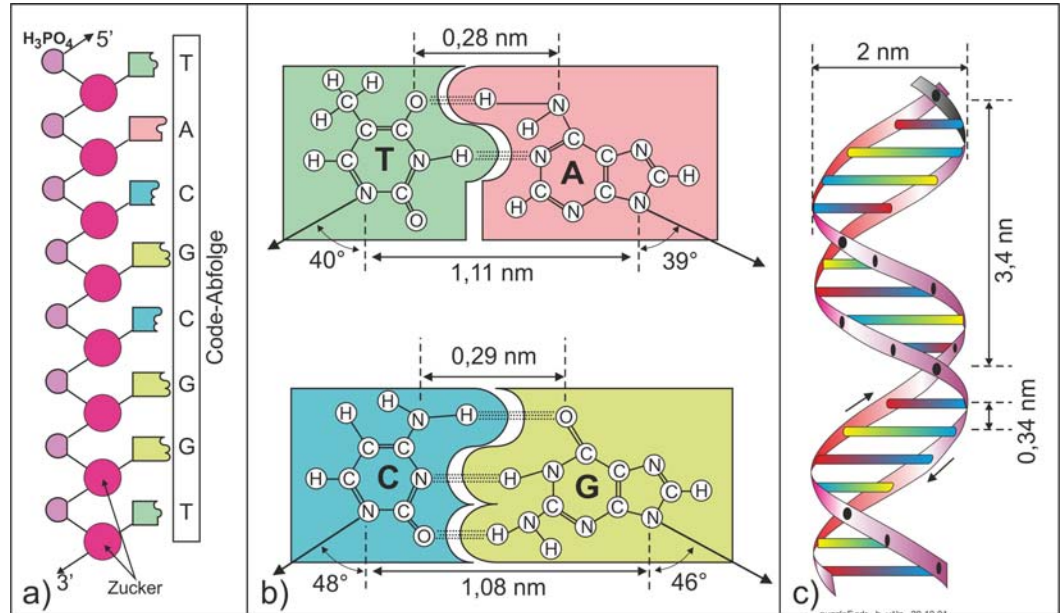 H₃PO₄
5'
T
A
C
G
C
G
G
T
Code-Abfolge
3'
Zucker
a)
0,28 nm
H
H
C
H
O
H
N
H
C
C
C
N
H
N
C
C
N
H
C
T
N
C
O
A
C
C
H
H
C
N
N
40°
1,11 nm
39°
0,29 nm
H
N
H
O
H
C
C
C
N
H
N
C
C
N
H
C
C
N
C
O
G
C
C
H
H
N
H
C
N
N
48°
1,08 nm
46°
b)
2 nm
3,4 nn
0,34 nm
c)